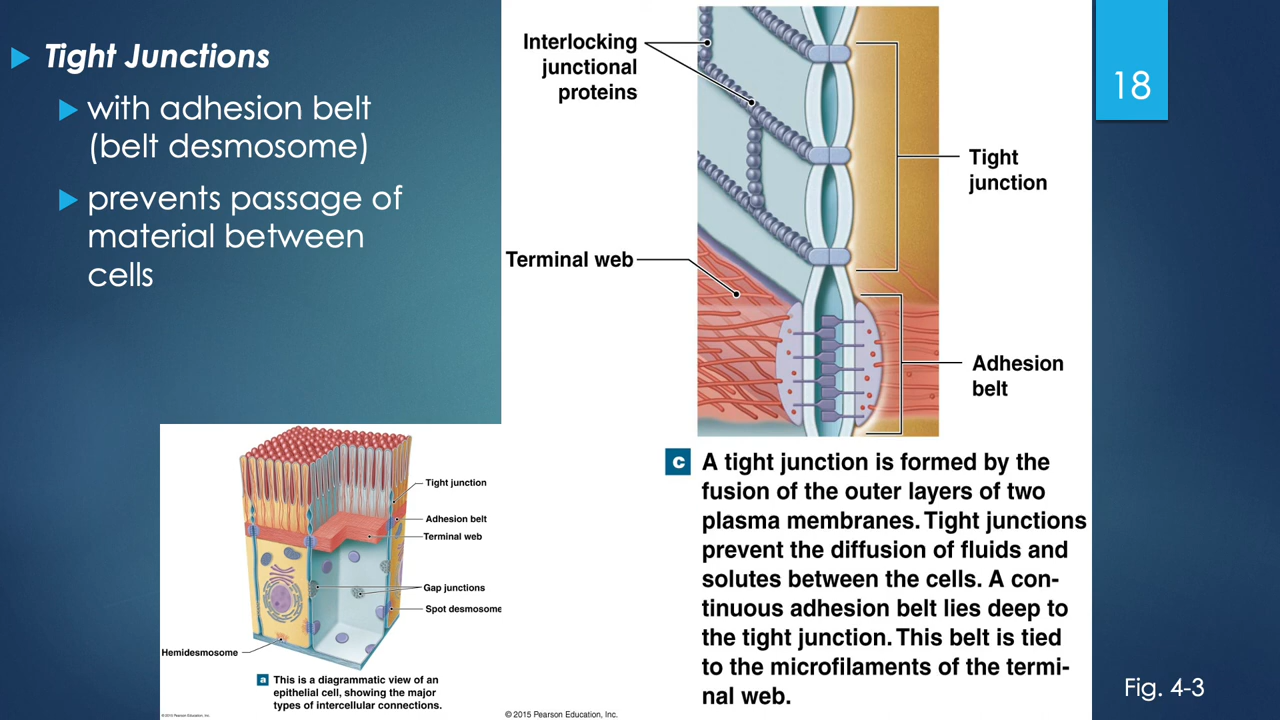 Tight Junctions
with adhesion belt
(belt desmosome)
prevents passage of
material between
cells
Interlocking
junctional
proteins
Tight
junction
Terminal web
Adhesion
belt
18
c A tight junction is formed by the
fusion of the outer layers of two
plasma membranes. Tight junctions
prevent the diffusion of fluids and
solutes between the cells. A con-
tinuous adhesion belt lies deep to
the tight junction. This belt is tied
to the microfilaments of the termi-
nal web.
© 2015 Pearson Education, Inc.
Tight junction
Adhesion belt
Terminal web
Gap junctions
Spot desmosome
Hemidesmosome
a This is a diagrammatic view of an
epithelial cell, showing the major
types of intercellular connections.
© 2015 Pearson Education, Inc.
Fig. 4-3